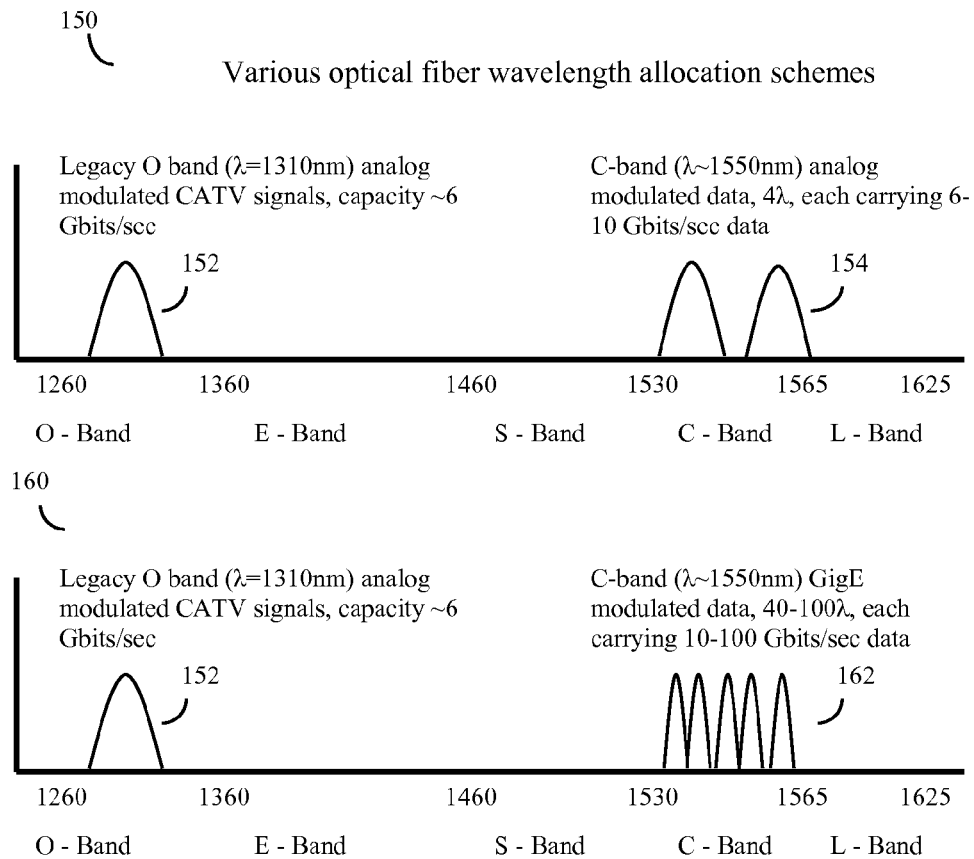 150
Various optical fiber wavelength allocation schemes
Legacy O band (λ=1310nm) analog
modulated CATV signals, capacity ~6
Gbits/scc
152
C-band (λ~1550nm) analog
modulated data, 4λ, each carrying 6-
10 Gbits/scc data
154
1260 1360 1460 1530 1565 1625
O - Band E - Band S - Band C - Band L - Band
160
Legacy O band (λ=1310nm) analog
modulated CATV signals, capacity ~6
Gbits/sec
152
C-band (λ~1550nm) GigE
modulated data, 40-100λ, each
carrying 10-100 Gbits/sec data
162
1260 1360 1460 1530 1565 1625
O - Band E - Band S - Band C - Band L - Band